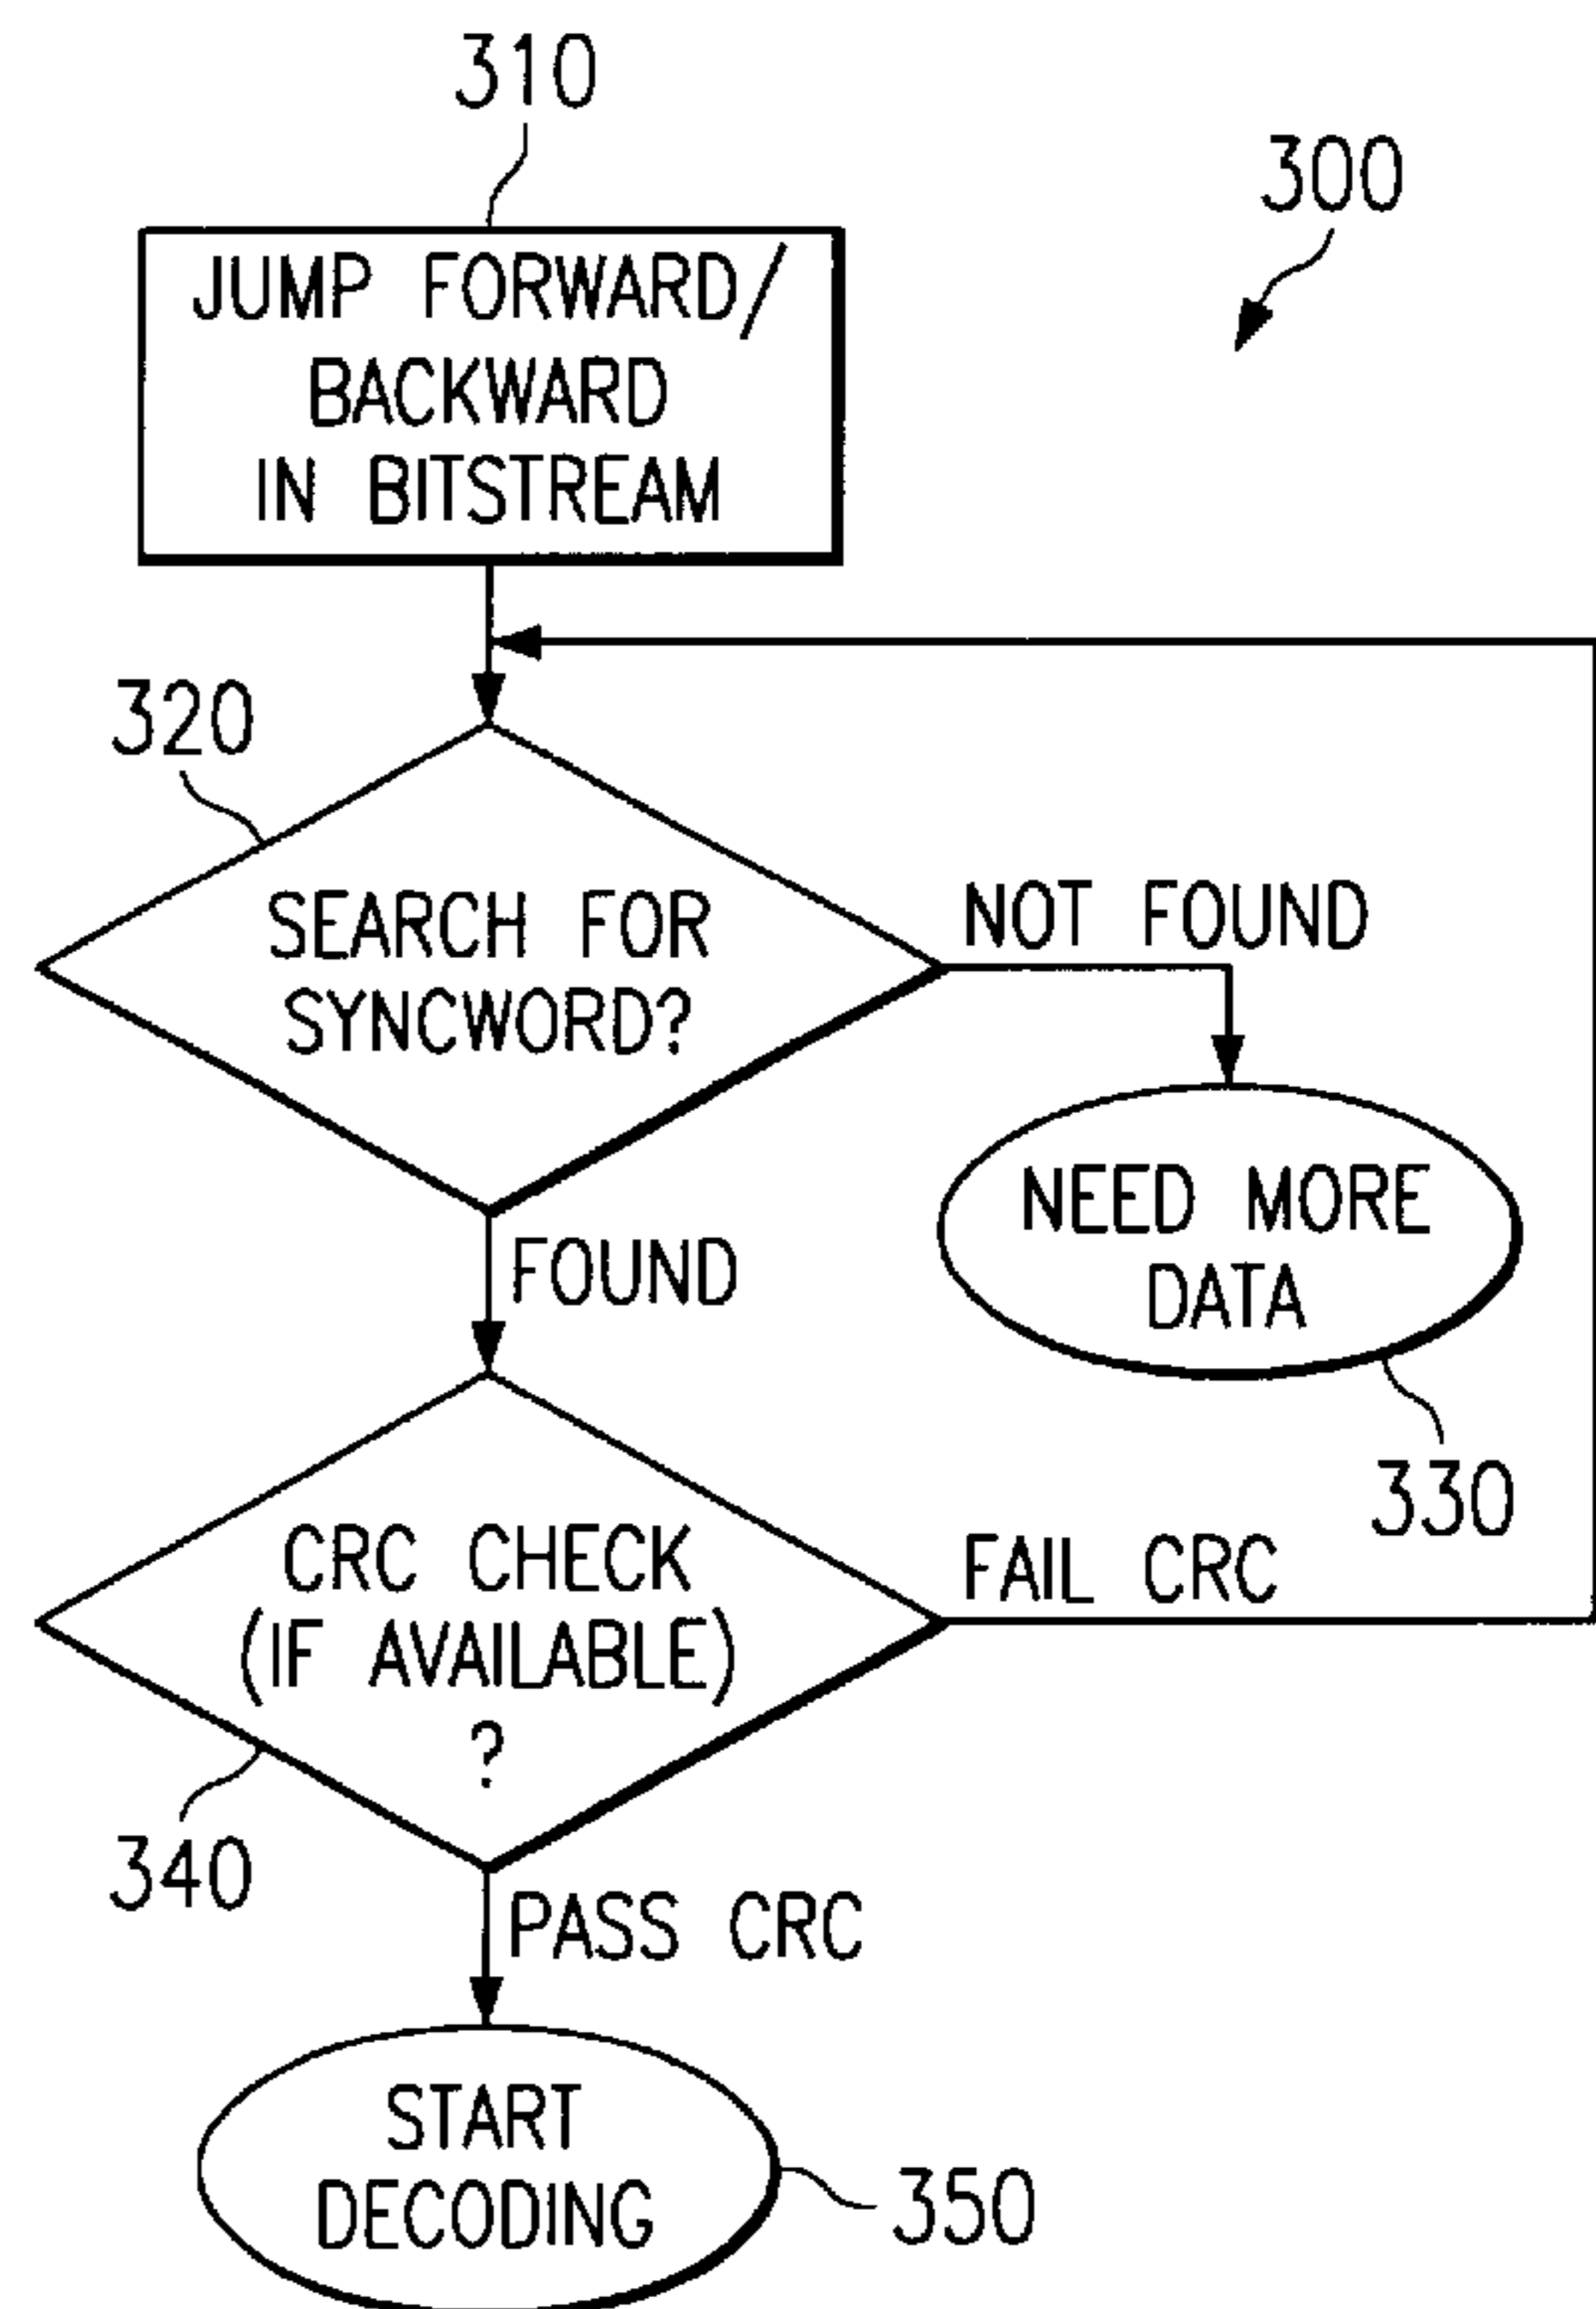 310
300
JUMP FORWARD/
BACKWARD
IN BITSTREAM
320
SEARCH FOR
SYNCWORD?
NOT FOUND
NEED MORE
DATA
FOUND
330
CRC CHECK
(IF AVAILABLE)
?
FAIL CRC
340
PASS CRC
START
DECODING
350